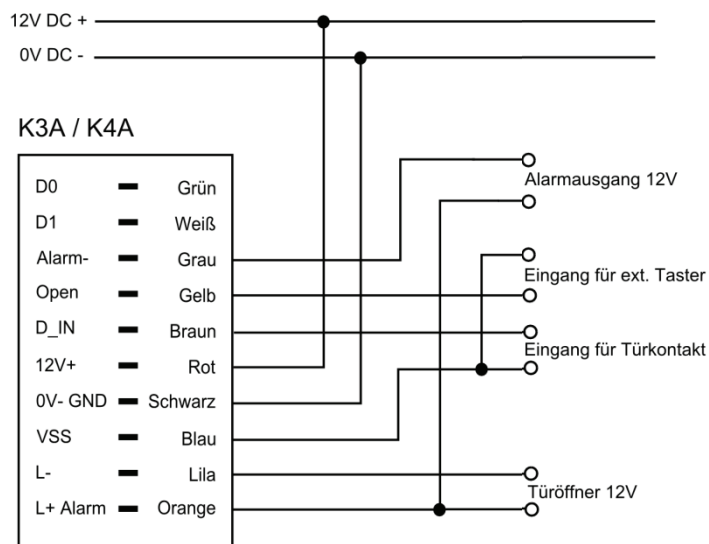 12V DC +
0V DC -
K3A / K4A
D0 Grün
D1 Weiß
Alarm- Grau
Open Gelb
D_IN Braun
12V+ Rot
0V- GND Schwarz
VSS Blau
L- Lila
L+ Alarm Orange
Alarmausgang 12V
Eingang für ext. Taster
Eingang für Türkontakt
Türöffner 12V